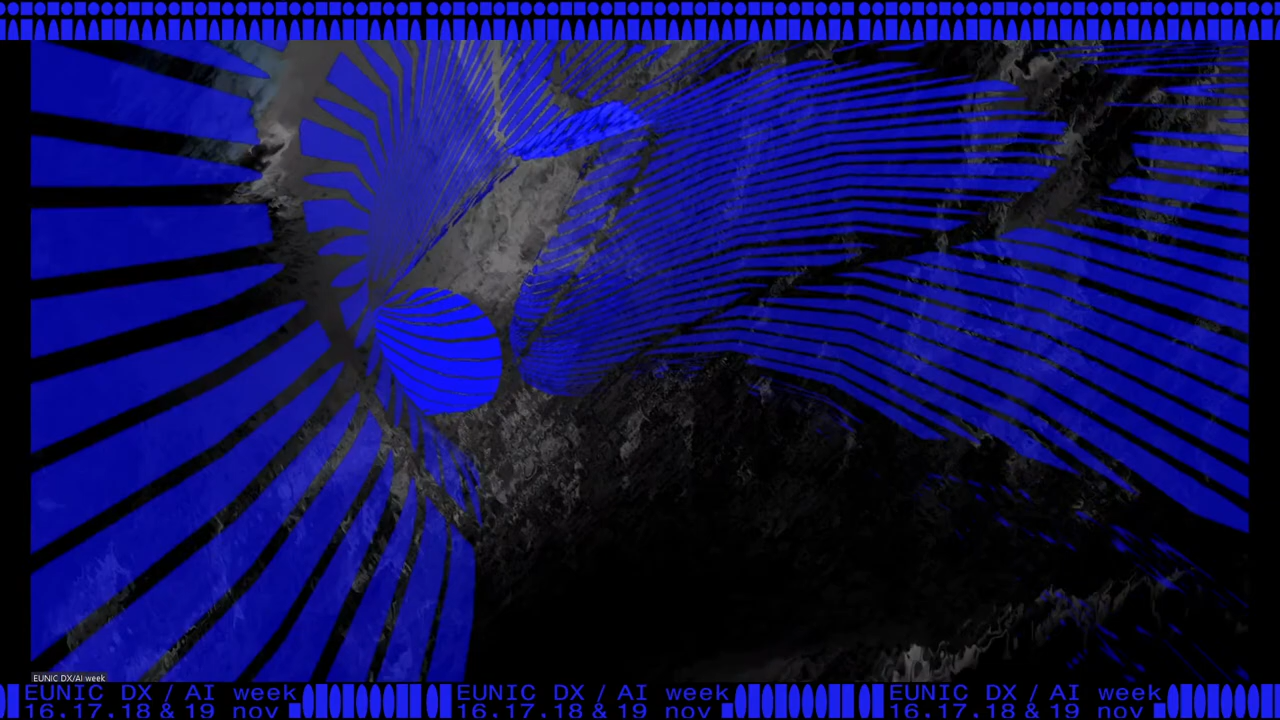 EUNIC DX/AI week
EUNIC DX / AI week EUNIC DX / AI week EUNIC DX / AI week
16.17.18 & 19 nov 16.17.18 & 19 nov 16.17.18 & 19 nov